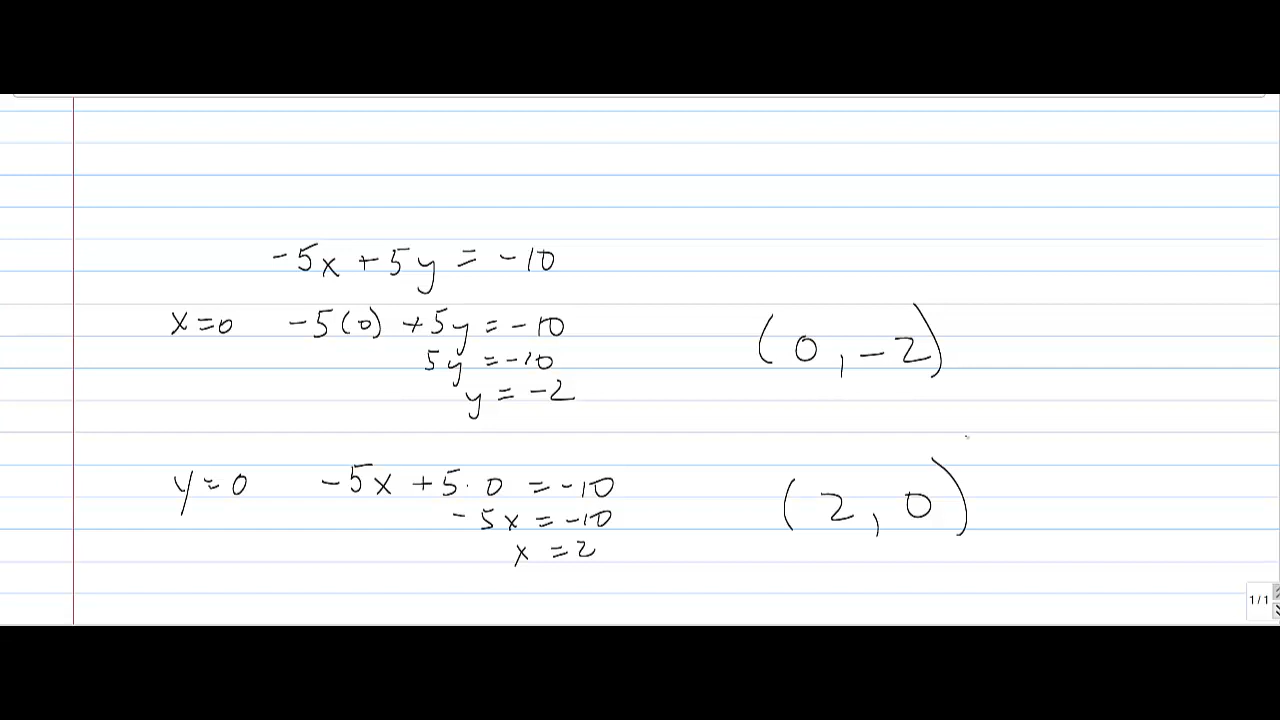 -5x + 5y = -10
x = 0 -5(0) + 5y = -10
5y = -10
y = -2
(0, -2)
y = 0 -5x + 5 · 0 = -10
-5x = -10
x = 2
(2, 0)
1 / 1